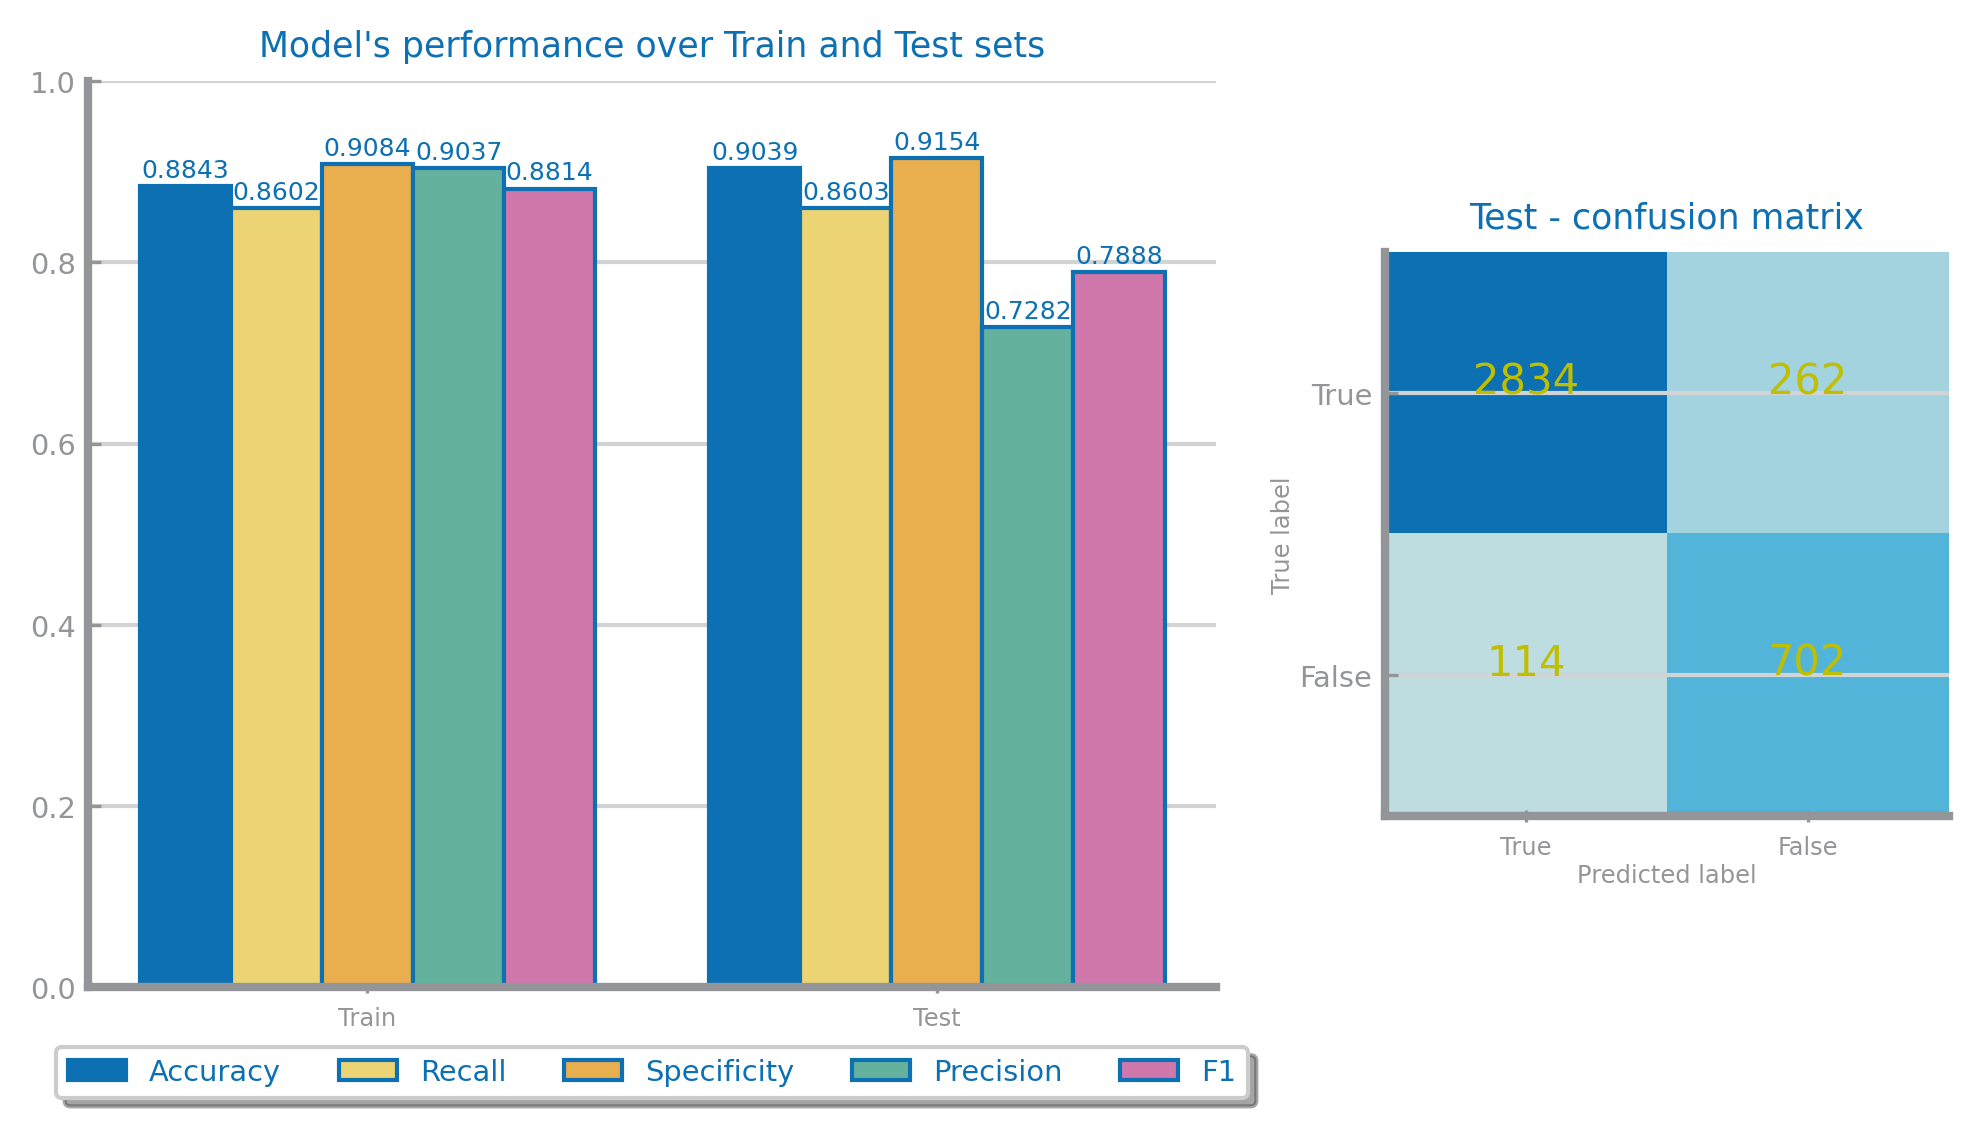 Model's performance over Train and Test sets
1.0
0.8
0.6
0.4
0.2
0.0
0.8843
0.8602
0.9084
0.9037
0.8814
0.9039
0.8603
0.9154
0.7282
0.7888
Train
Test
Accuracy Recall Specificity Precision F1
Test - confusion matrix
True label
True
False
2834 262
114 702
True False
Predicted label